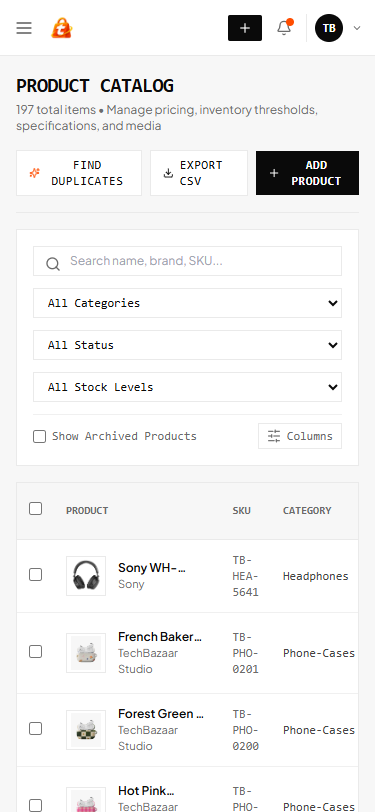 TB
PRODUCT CATALOG
197 total items • Manage pricing, inventory thresholds,
specifications, and media
FIND
DUPLICATES
EXPORT
CSV
ADD
PRODUCT
Search name, brand, SKU...
All Categories
All Status
All Stock Levels
Show Archived Products
Columns
PRODUCT SKU CATEGORY
Sony WH-...
Sony
TB-
HEA-
5641
Headphones
French Baker...
TechBazaar
Studio
TB-
PHO-
0201
Phone-Cases
Forest Green ...
TechBazaar
Studio
TB-
PHO-
0200
Phone-Cases
Hot Pink...
TechBazaar
TB-
PHO-
Phone-Cases